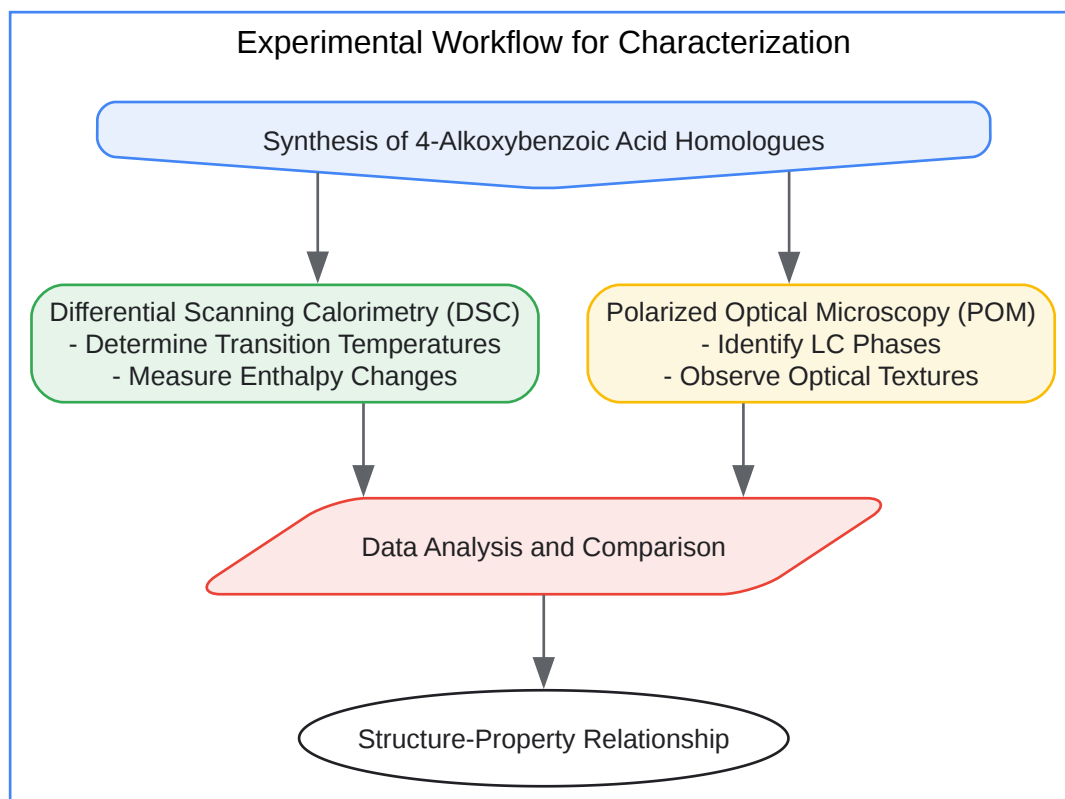 Experimental Workflow for Characterization
Synthesis of 4-Alkoxybenzoic Acid Homologues
Differential Scanning Calorimetry (DSC)
- Determine Transition Temperatures
- Measure Enthalpy Changes
Polarized Optical Microscopy (POM)
- Identify LC Phases
- Observe Optical Textures
Data Analysis and Comparison
Structure-Property Relationship